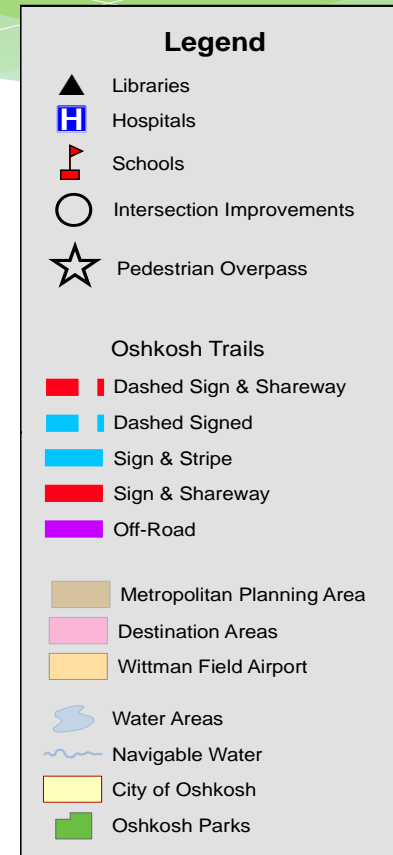 Legend
Libraries
H
Hospitals
Schools
Intersection Improvements
Pedestrian Overpass
Oshkosh Trails
Dashed Sign & Shareway
Dashed Signed
Sign & Stripe
Sign & Shareway
Off-Road
Metropolitan Planning Area
Destination Areas
Wittman Field Airport
Water Areas
Navigable Water
City of Oshkosh
Oshkosh Parks